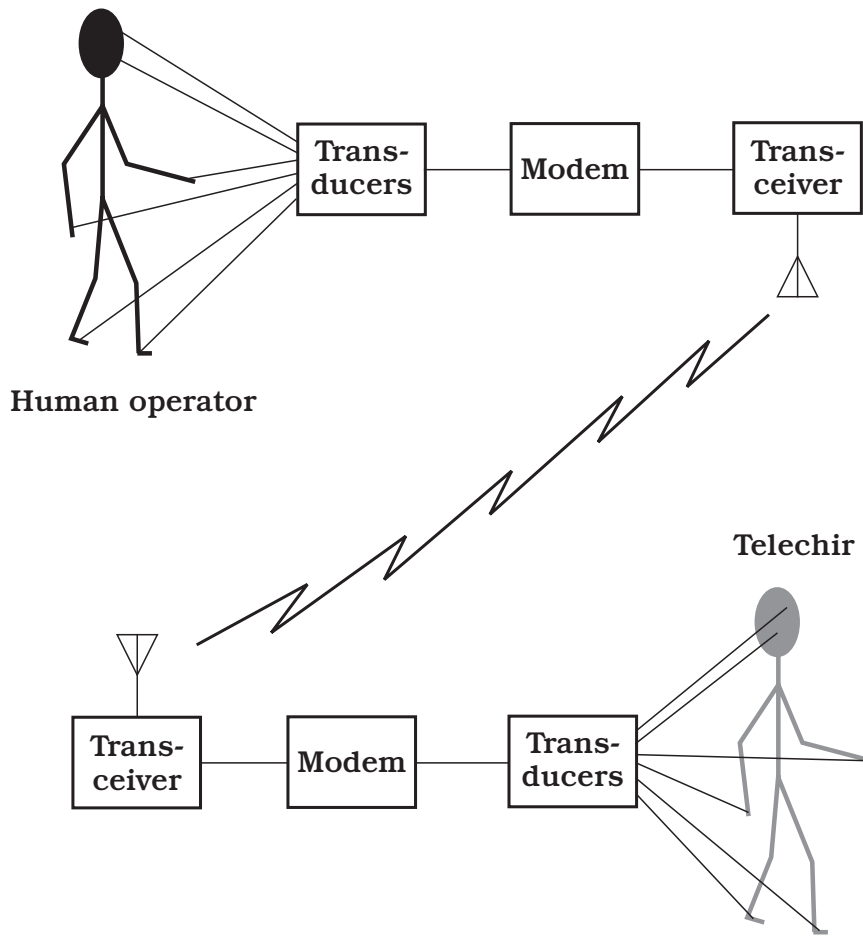 Trans-
ducers
Modem
Trans-
ceiver
Human operator
Telechir
Trans-
ceiver
Modem
Trans-
ducers